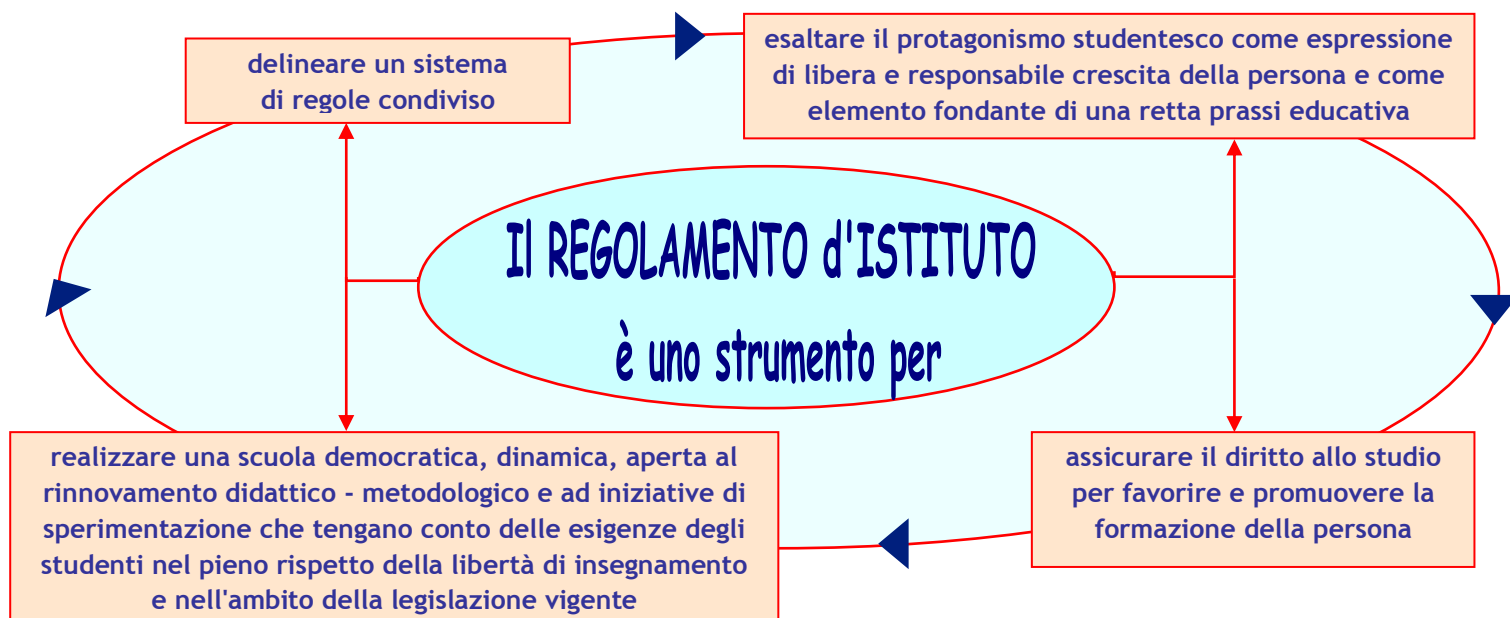 delineare un sistema
di regole condiviso
esaltare il protagonismo studentesco come espressione
di libera e responsabile crescita della persona e come
elemento fondante di una retta prassi educativa
Il REGOLAMENTO d'ISTITUTO
è uno strumento per
realizzare una scuola democratica, dinamica, aperta al
rinnovamento didattico - metodologico e ad iniziative di
sperimentazione che tengano conto delle esigenze degli
studenti nel pieno rispetto della libertà di insegnamento
e nell'ambito della legislazione vigente
assicurare il diritto allo studio
per favorire e promuovere la
formazione della persona